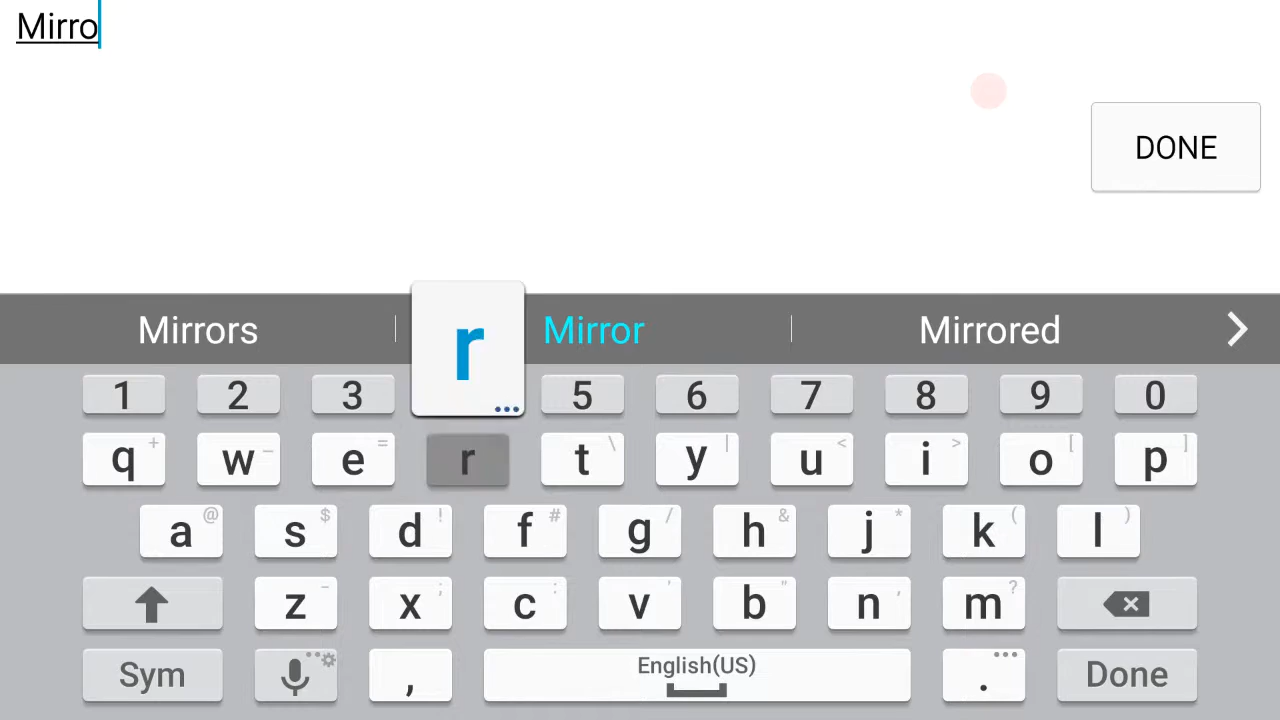 Mirro
DONE
Mirrors Mirror Mirrored
r
1 2 3 5 6 7 8 9 0
q + w _ e = r t \ y | u < i > o [ p ]
a @ s $ d ! f # g / h & j * k ( l )
z - x ; c : v ' b " n , m ?
Sym , English(US) . Done